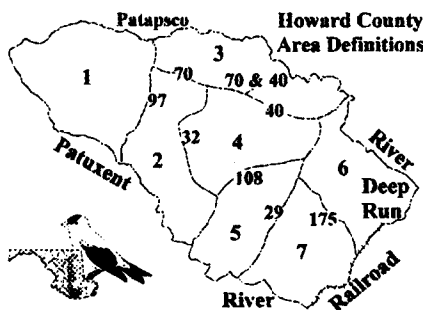 Patapsco
Howard County
Area Definitions
3
1
70
70 & 40
97
40
32
4
River
2
6
Patuxent
108
Deep
Run
29
175
5
7
River
Railroad